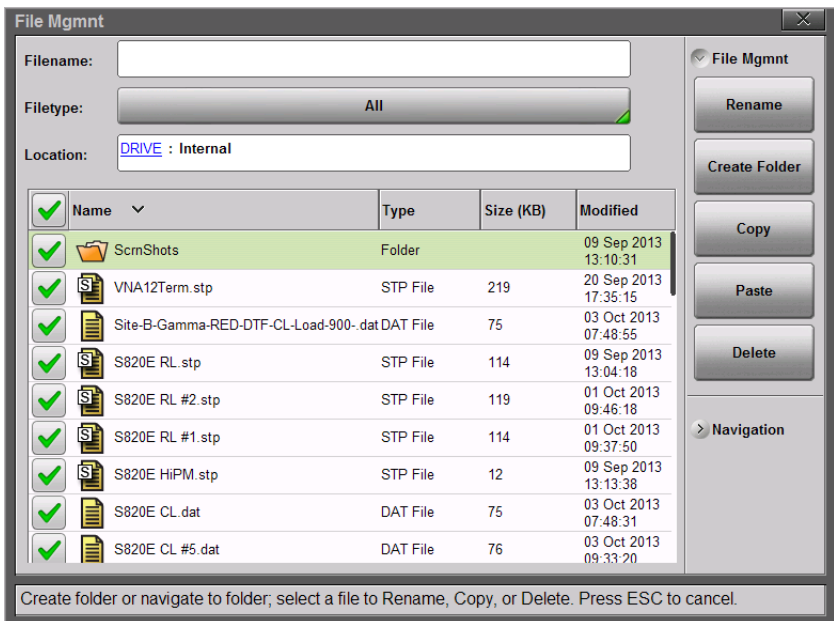 File Mgmnt
Filename:
Filetype: All
Location: DRIVE : Internal
Name Type Size (KB) Modified
ScrnShots Folder 09 Sep 2013
13:10:31
VNA12Term.stp STP File 219 20 Sep 2013
17:35:15
Site-B-Gamma-RED-DTF-CL-Load-900-.dat DAT File 75 03 Oct 2013
07:48:55
S820E RL.stp STP File 114 09 Sep 2013
13:04:18
S820E RL #2.stp STP File 119 01 Oct 2013
09:46:18
S820E RL #1.stp STP File 114 01 Oct 2013
09:37:50
S820E HiPM.stp STP File 12 09 Sep 2013
13:13:38
S820E CL.dat DAT File 75 03 Oct 2013
07:48:31
S820E CL #5.dat DAT File 76 03 Oct 2013
09:33:20
File Mgmnt
Rename
Create Folder
Copy
Paste
Delete
Navigation
Create folder or navigate to folder; select a file to Rename, Copy, or Delete. Press ESC to cancel.